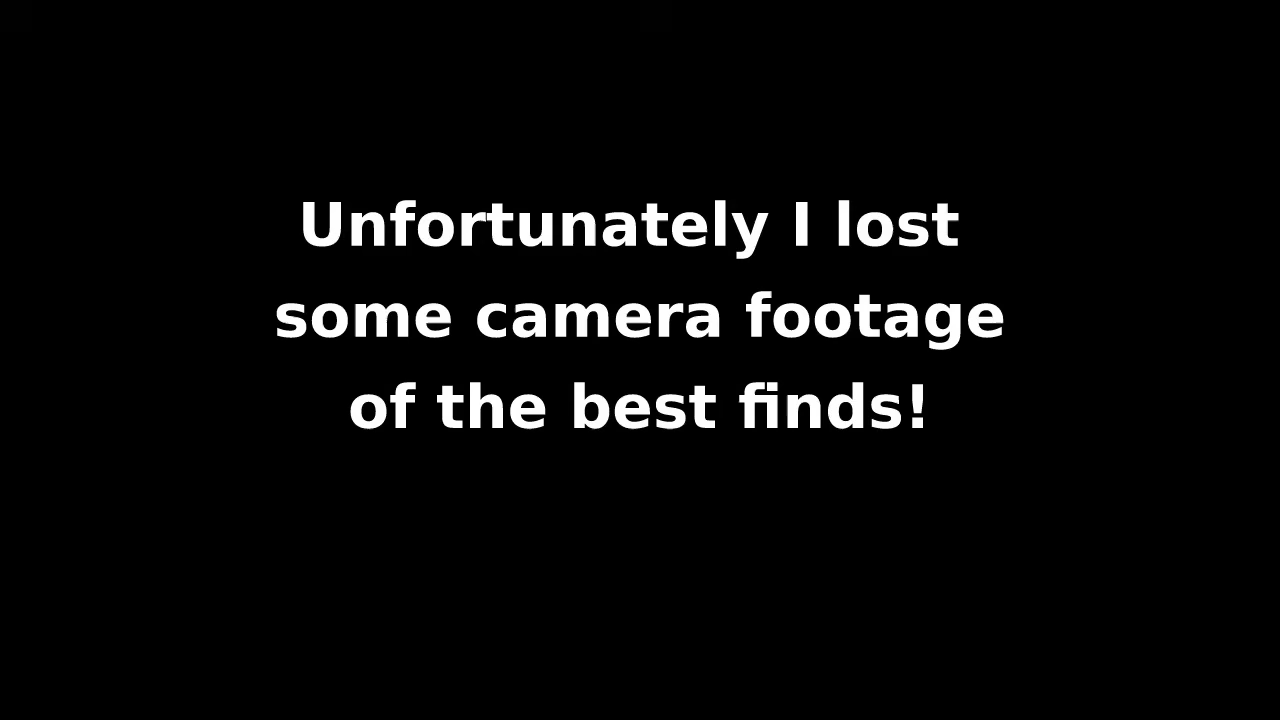 Unfortunately I lost
some camera footage
of the best finds!